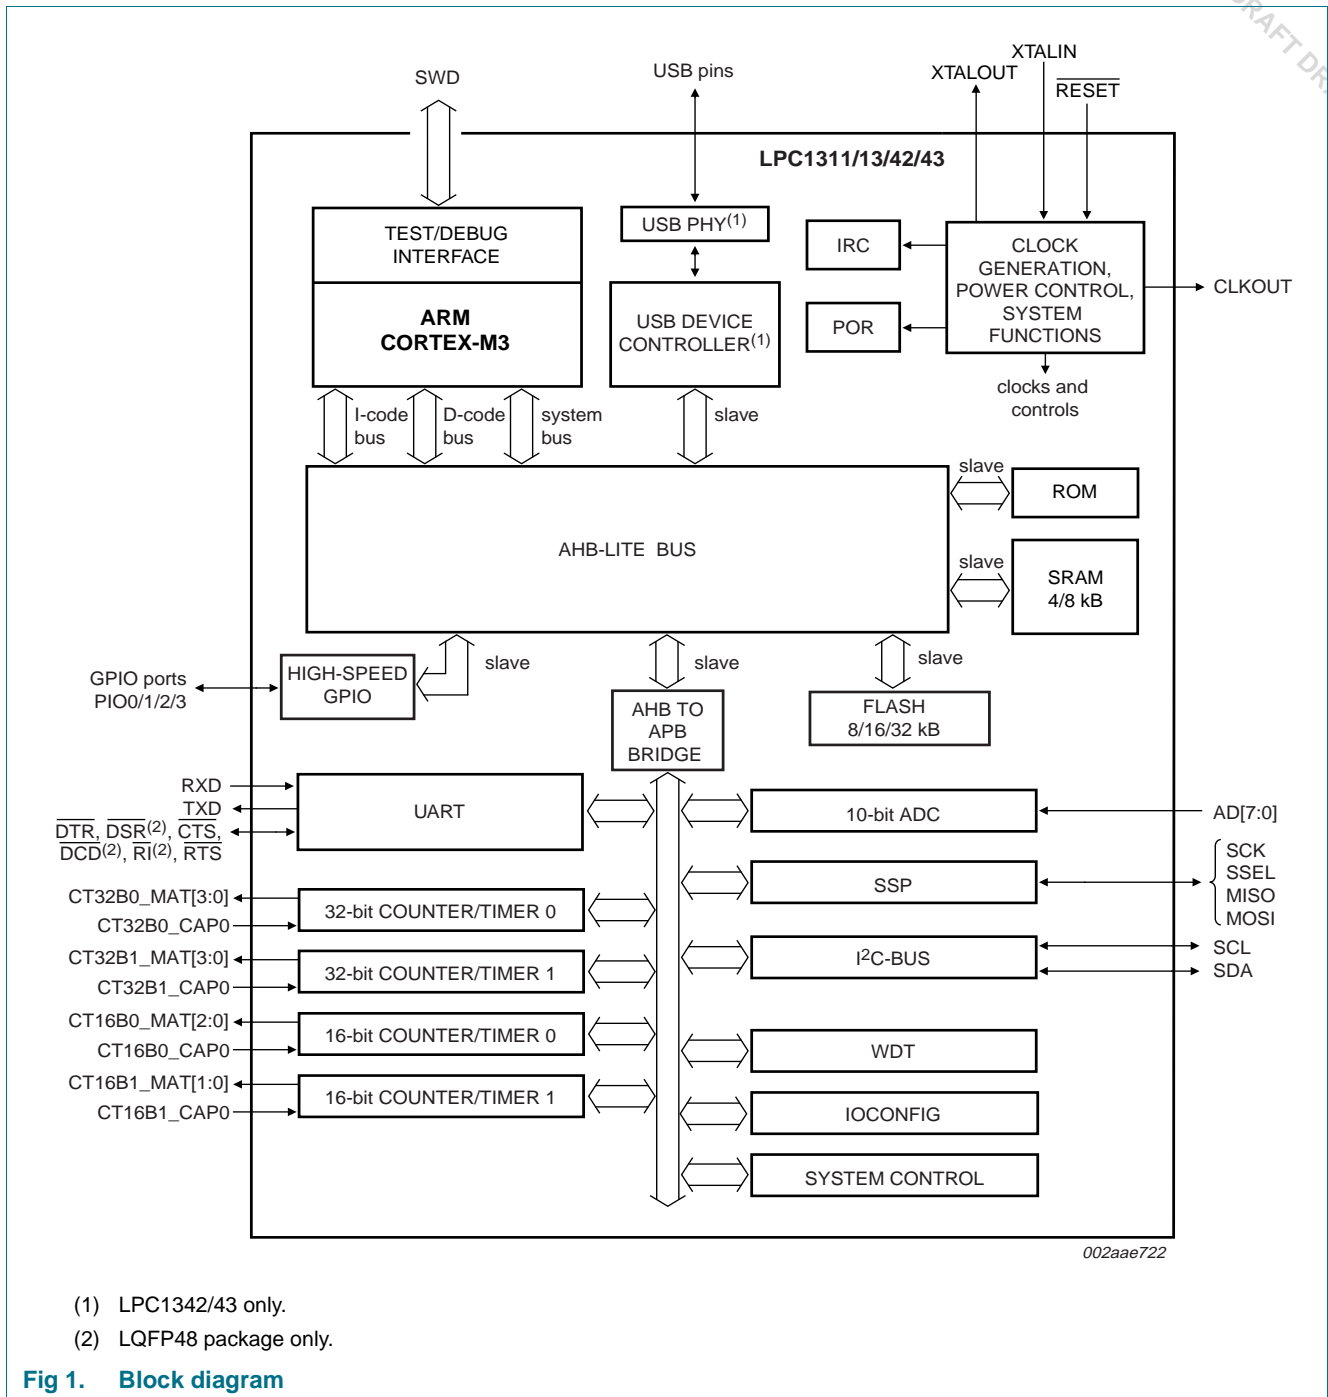 DRAFT DRA
XTALIN
SWD
USB pins
XTALOUT
RESET
LPC1311/13/42/43
TEST/DEBUG
INTERFACE
ARM
CORTEX-M3
USB PHY(1)
USB DEVICE
CONTROLLER(1)
IRC
POR
CLOCK
GENERATION,
POWER CONTROL,
SYSTEM
FUNCTIONS
CLKOUT
clocks and
controls
I-code
bus
D-code
bus
system
bus
slave
AHB-LITE BUS
slave
ROM
slave
SRAM
4/8 kB
GPIO ports
PIO0/1/2/3
HIGH-SPEED
GPIO
slave
slave
slave
AHB TO
APB
BRIDGE
FLASH
8/16/32 kB
RXD
TXD
DTR, DSR(2), CTS,
DCD(2), RI(2), RTS
UART
10-bit ADC
AD[7:0]
SSP
SCK
SSEL
MISO
MOSI
CT32B0_MAT[3:0]
CT32B0_CAP0
32-bit COUNTER/TIMER 0
I2C-BUS
SCL
SDA
CT32B1_MAT[3:0]
CT32B1_CAP0
32-bit COUNTER/TIMER 1
CT16B0_MAT[2:0]
CT16B0_CAP0
16-bit COUNTER/TIMER 0
WDT
CT16B1_MAT[1:0]
CT16B1_CAP0
16-bit COUNTER/TIMER 1
IOCONFIG
SYSTEM CONTROL
002aae722
(1) LPC1342/43 only.
(2) LQFP48 package only.
Fig 1. Block diagram